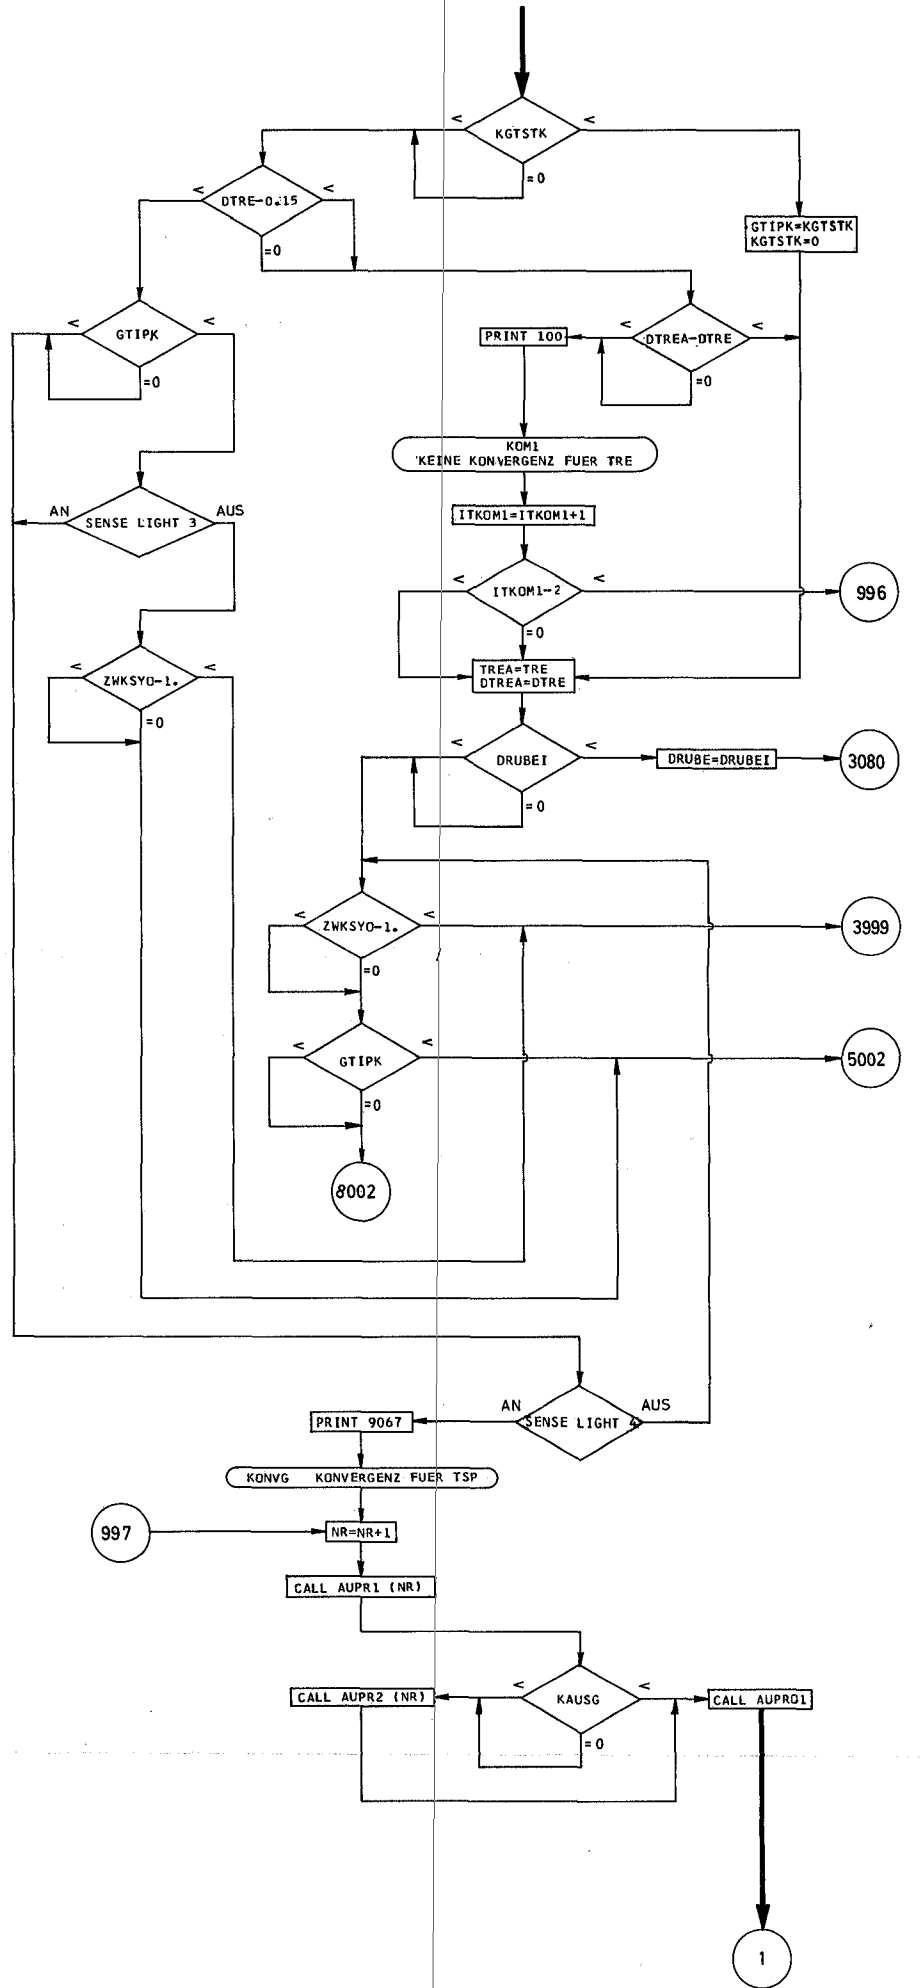 < KGTSTK <
=0
< DTRE-0.15 <
=0
GTIPK=KGTSTK
KGTSTK=0
< GTIPK <
=0
PRINT 100
< DTREA-DTRE <
=0
KOM1
'KEINE KONVERGENZ FUER TRE
AN SENSE LIGHT 3 AUS
ITKOM1=ITKOM1+1
< ITKOM1-2 <
=0
996
< ZWKSYO-1. <
=0
TREA=TRE
DTREA=DTRE
< DRUBEI <
=0
DRUBE=DRUBEI
3080
< ZWKSYO-1. <
=0
3999
< GTIPK <
=0
5002
8002
PRINT 9067
AN SENSE LIGHT 4 AUS
KONVG KONVERGENZ FUER TSP
997
NR=NR+1
CALL AUPR1 (NR)
CALL AUPR2 (NR)
< KAUSG <
=0
CALL AUPRO1
1